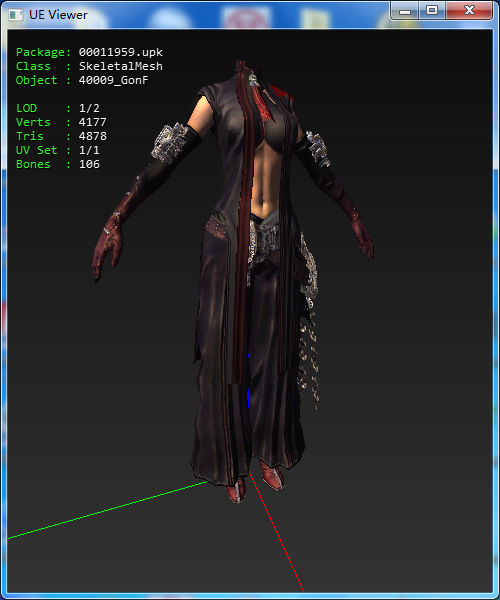 UE Viewer
Package: 00011959.upk
Class  : SkeletalMesh
Object : 40009_GonF
LOD    : 1/2
Verts  : 4177
Tris   : 4878
UV Set : 1/1
Bones  : 106